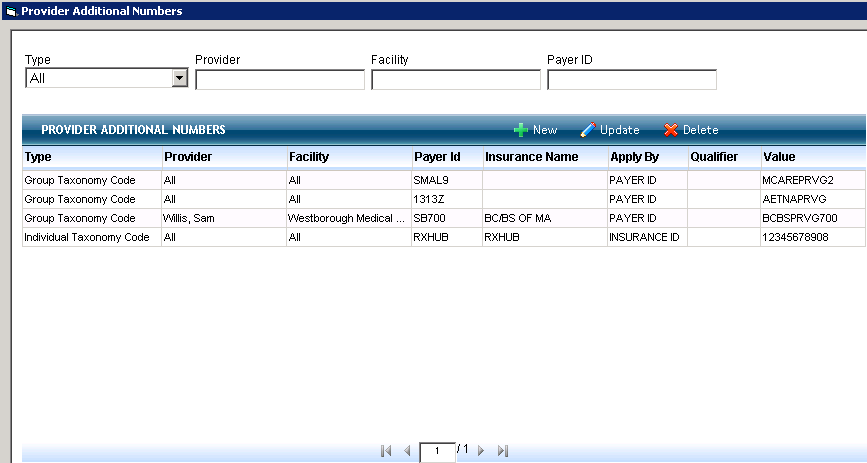 Provider Additional Numbers
Type Provider Facility Payer ID
All
PROVIDER ADDITIONAL NUMBERS New Update Delete
Type Provider Facility Payer Id Insurance Name Apply By Qualifier Value
Group Taxonomy Code All All SMAL9 PAYER ID MCAREPRVG2
Group Taxonomy Code All All 1313Z PAYER ID AETNAPRVG
Group Taxonomy Code Willis, Sam Westborough Medical ... SB700 BC/BS OF MA PAYER ID BCBSPRVG700
Individual Taxonomy Code All All RXHUB RXHUB INSURANCE ID 12345678908
1 / 1